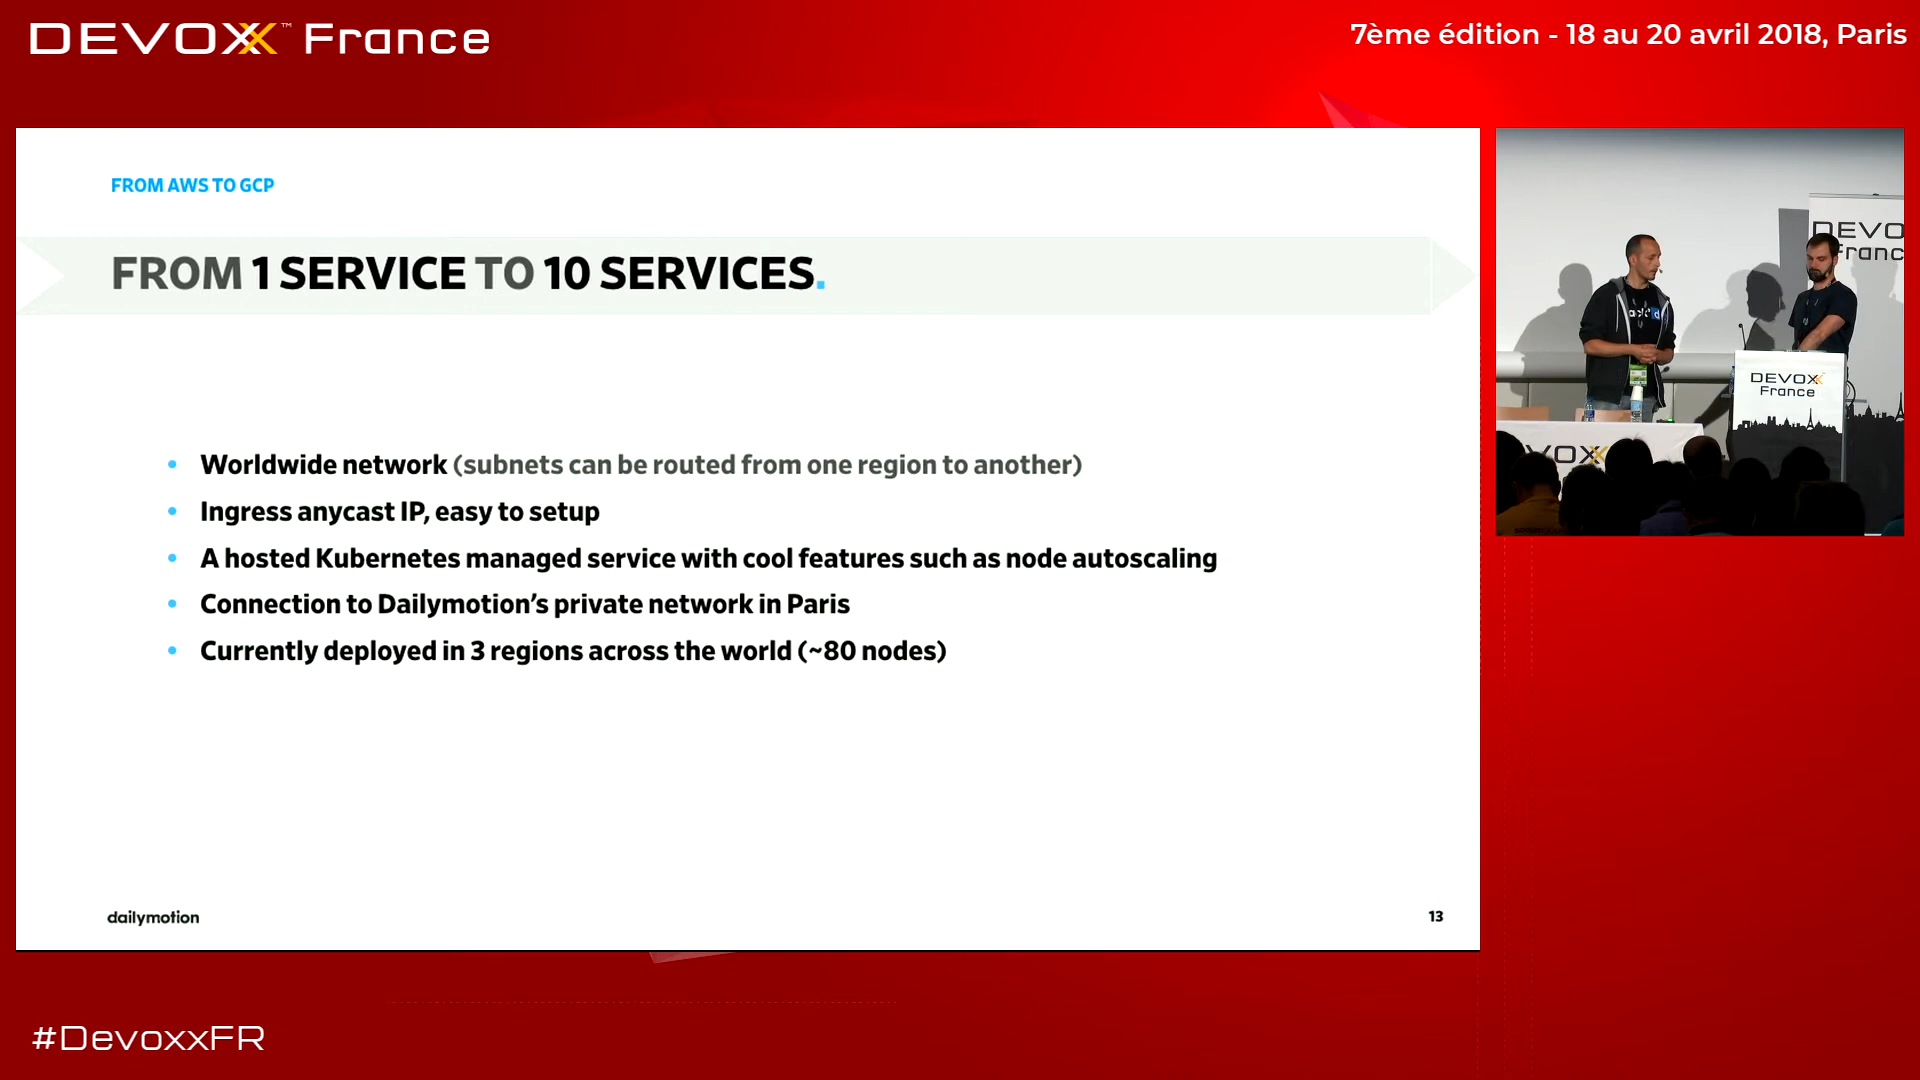 DEVOXX™ France
7ème édition - 18 au 20 avril 2018, Paris
FROM AWS TO GCP
FROM 1 SERVICE TO 10 SERVICES.
• Worldwide network (subnets can be routed from one region to another)
• Ingress anycast IP, easy to setup
• A hosted Kubernetes managed service with cool features such as node autoscaling
• Connection to Dailymotion’s private network in Paris
• Currently deployed in 3 regions across the world (~80 nodes)
dailymotion
13
DEVO
France
DEVOXX
France
VOXX
#DevoxxFR